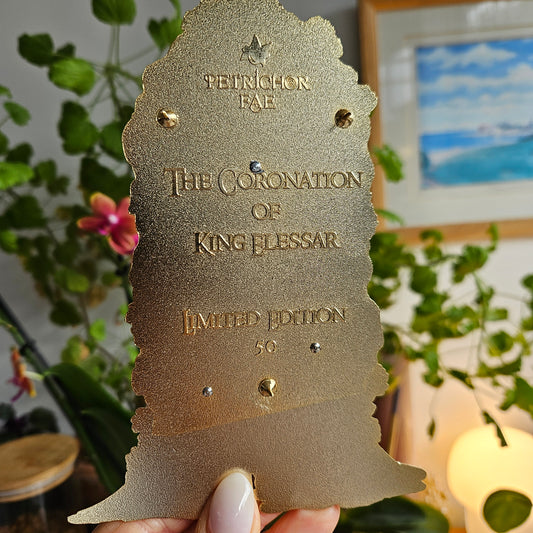 PETRICHOR
FAE
THE CORONATION
OF
KING ELESSAR
LIMITED EDITION
50